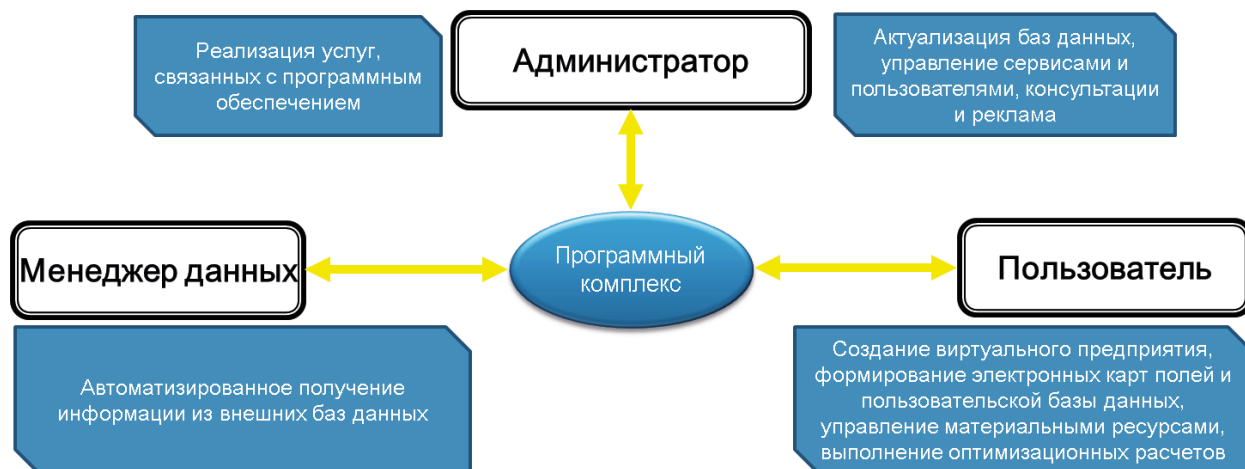 Реализация услуг,
связанных с программным
обеспечением
Администратор
Актуализация баз данных,
управление сервисами и
пользователями, консультации
и реклама
Менеджер данных
Программный
комплекс
Пользователь
Автоматизированное получение
информации из внешних баз данных
Создание виртуального предприятия,
формирование электронных карт полей и
пользовательской базы данных,
управление материальными ресурсами,
выполнение оптимизационных расчетов